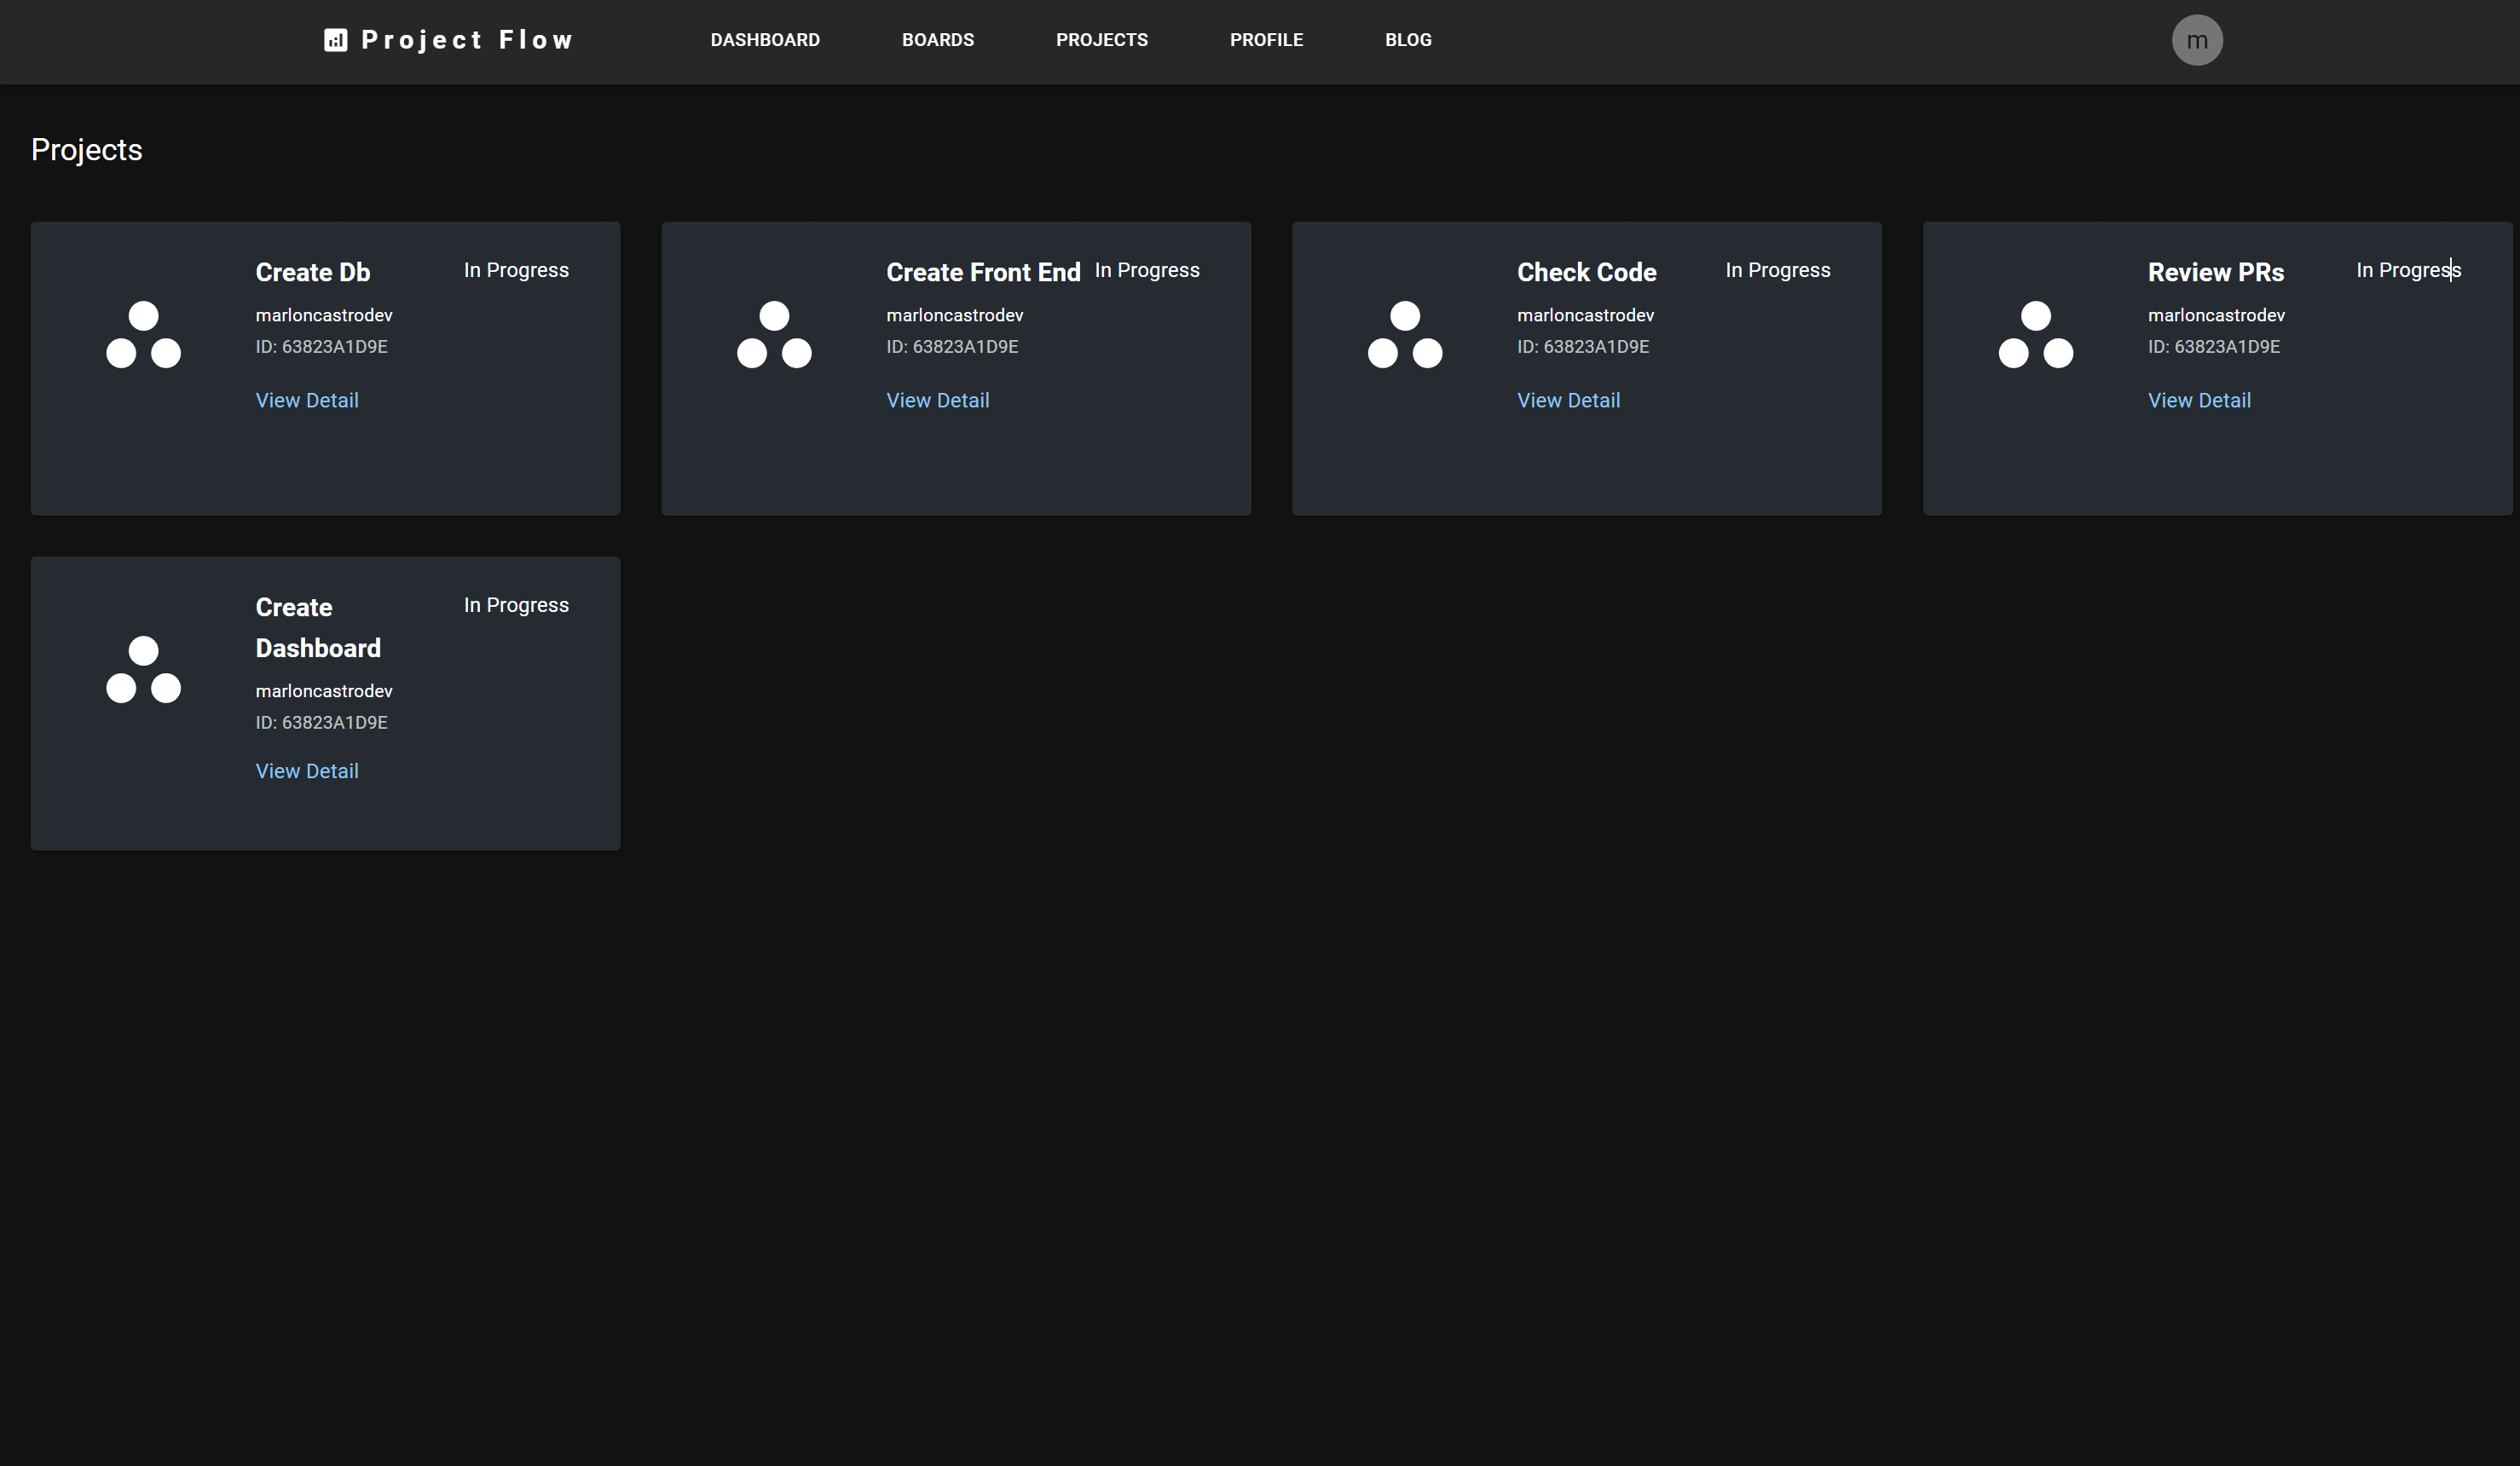 Project Flow
DASHBOARD
BOARDS
PROJECTS
PROFILE
BLOG
m
Projects
Create Db
In Progress
marloncastrodev
ID: 63823A1D9E
View Detail
Create Front End
In Progress
marloncastrodev
ID: 63823A1D9E
View Detail
Check Code
In Progress
marloncastrodev
ID: 63823A1D9E
View Detail
Review PRs
In Progress
marloncastrodev
ID: 63823A1D9E
View Detail
Create
Dashboard
In Progress
marloncastrodev
ID: 63823A1D9E
View Detail